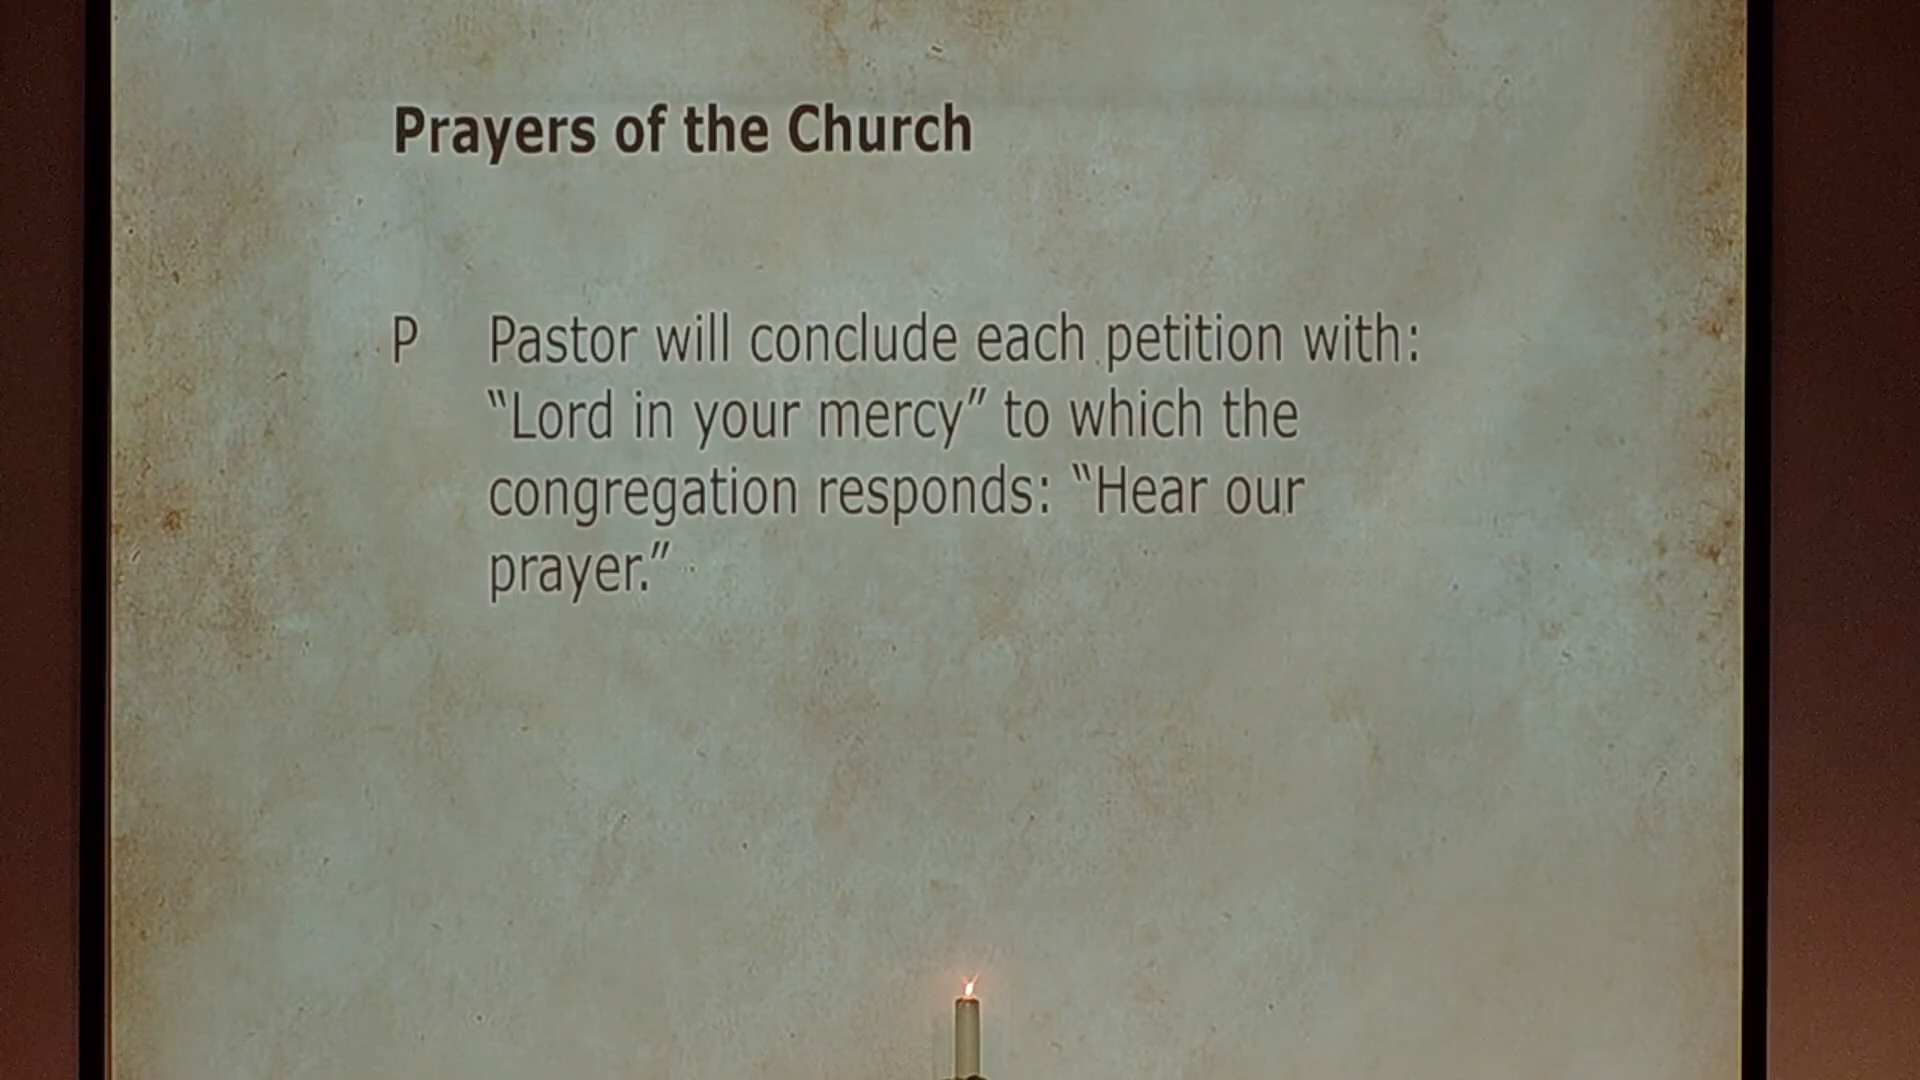 Prayers of the Church
P Pastor will conclude each petition with:
“Lord in your mercy” to which the
congregation responds: “Hear our
prayer.”